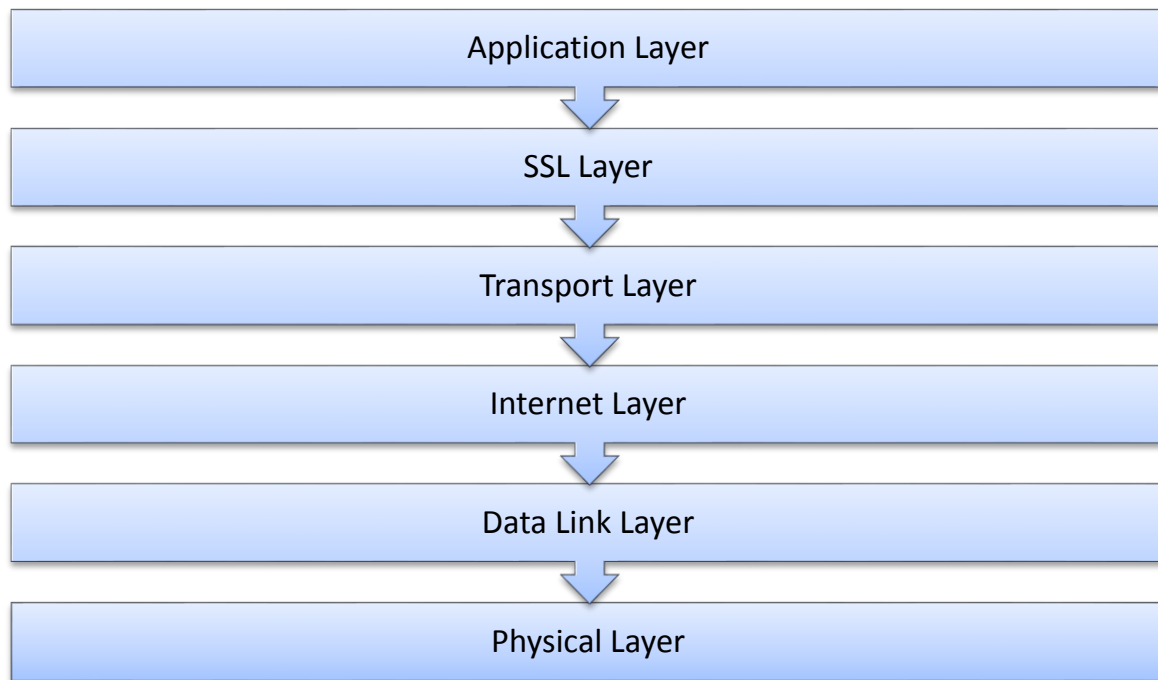 Application Layer
SSL Layer
Transport Layer
Internet Layer
Data Link Layer
Physical Layer